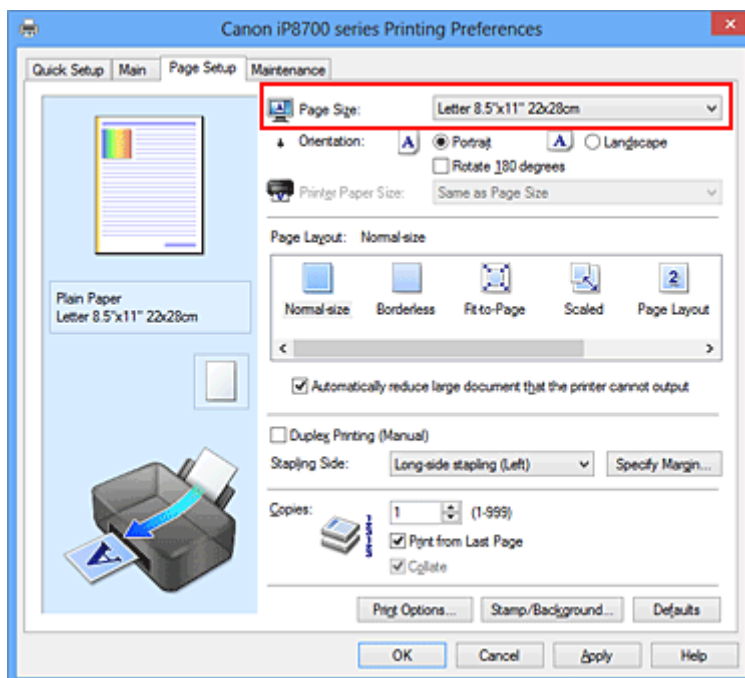 Canon iP8700 series Printing Preferences
Quick Setup Main Page Setup Maintenance
Page Size: Letter 8.5"x11" 22x28cm
Orientation: A Portrait A Landscape
Rotate 180 degrees
Printer Paper Size: Same as Page Size
Page Layout: Normal-size
2
Normal-size Borderless Fit-to-Page Scaled Page Layout
Plain Paper
Letter 8.5"x11" 22x28cm
Automatically reduce large document that the printer cannot output
Duplex Printing (Manual)
Stapling Side: Long-side stapling (Left) Specify Margin...
Copies: 1 (1-999)
Print from Last Page
Collate
A
Print Options... Stamp/Background... Defaults
OK Cancel Apply Help